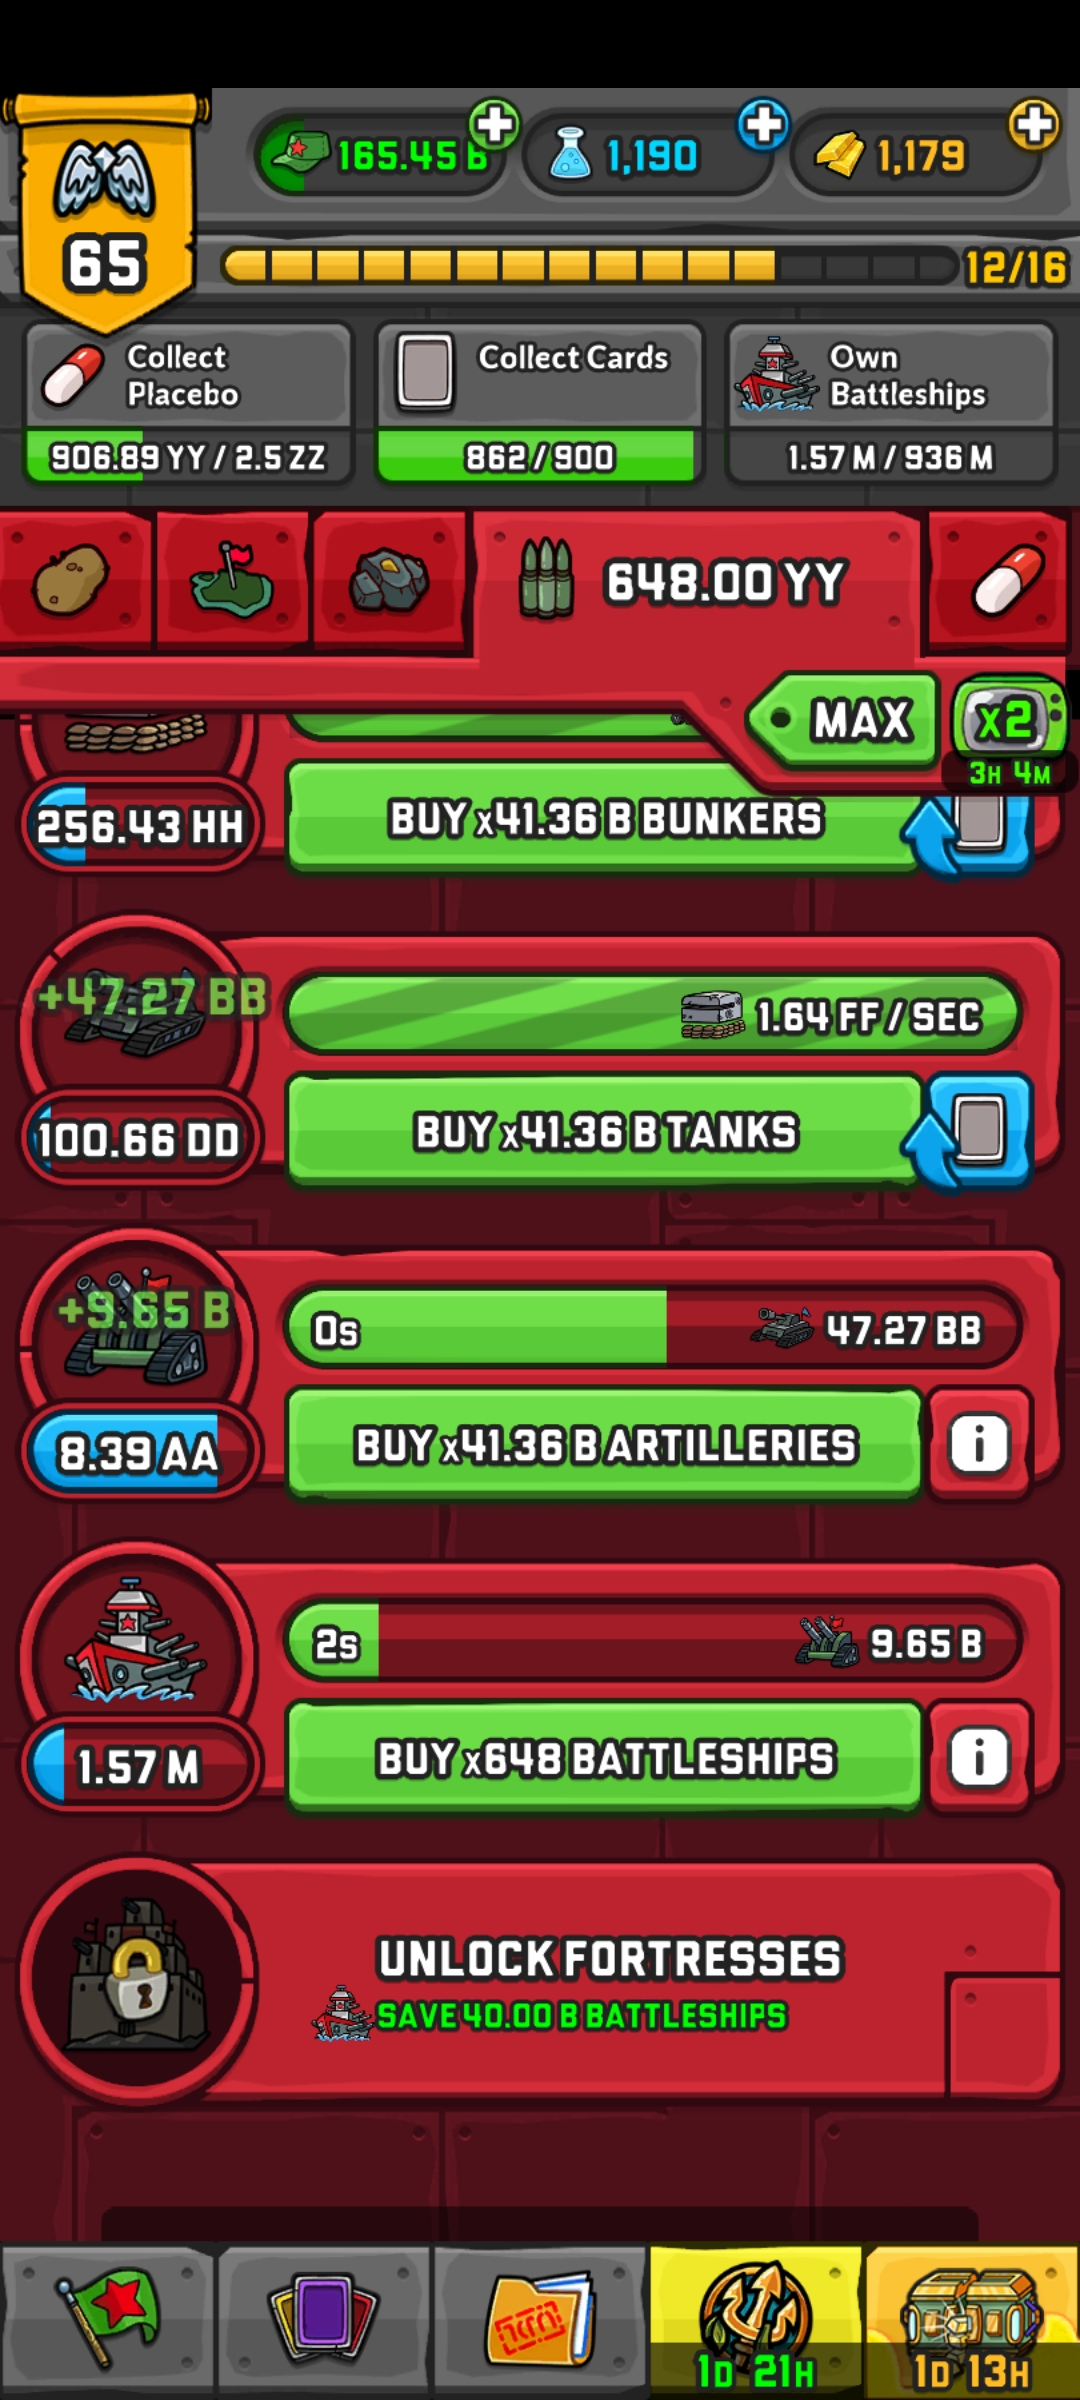 165.45 B
1,190
1,179
65
12/16
Collect
Placebo
906.89 YY / 2.5 ZZ
Collect Cards
862/900
Own
Battleships
1.57 M / 936 M
648.00 YY
MAX
x2
3H 4M
256.43 HH
BUY x41.36 B BUNKERS
+47.27 BB
1.64 FF / SEC
100.66 DD
BUY x41.36 B TANKS
+9.65 B
0s
47.27 BB
8.39 AA
BUY x41.36 B ARTILLERIES
i
2s
9.65 B
1.57 M
BUY x648 BATTLESHIPS
i
UNLOCK FORTRESSES
SAVE 40.00 B BATTLESHIPS
1D 21H
1D 13H